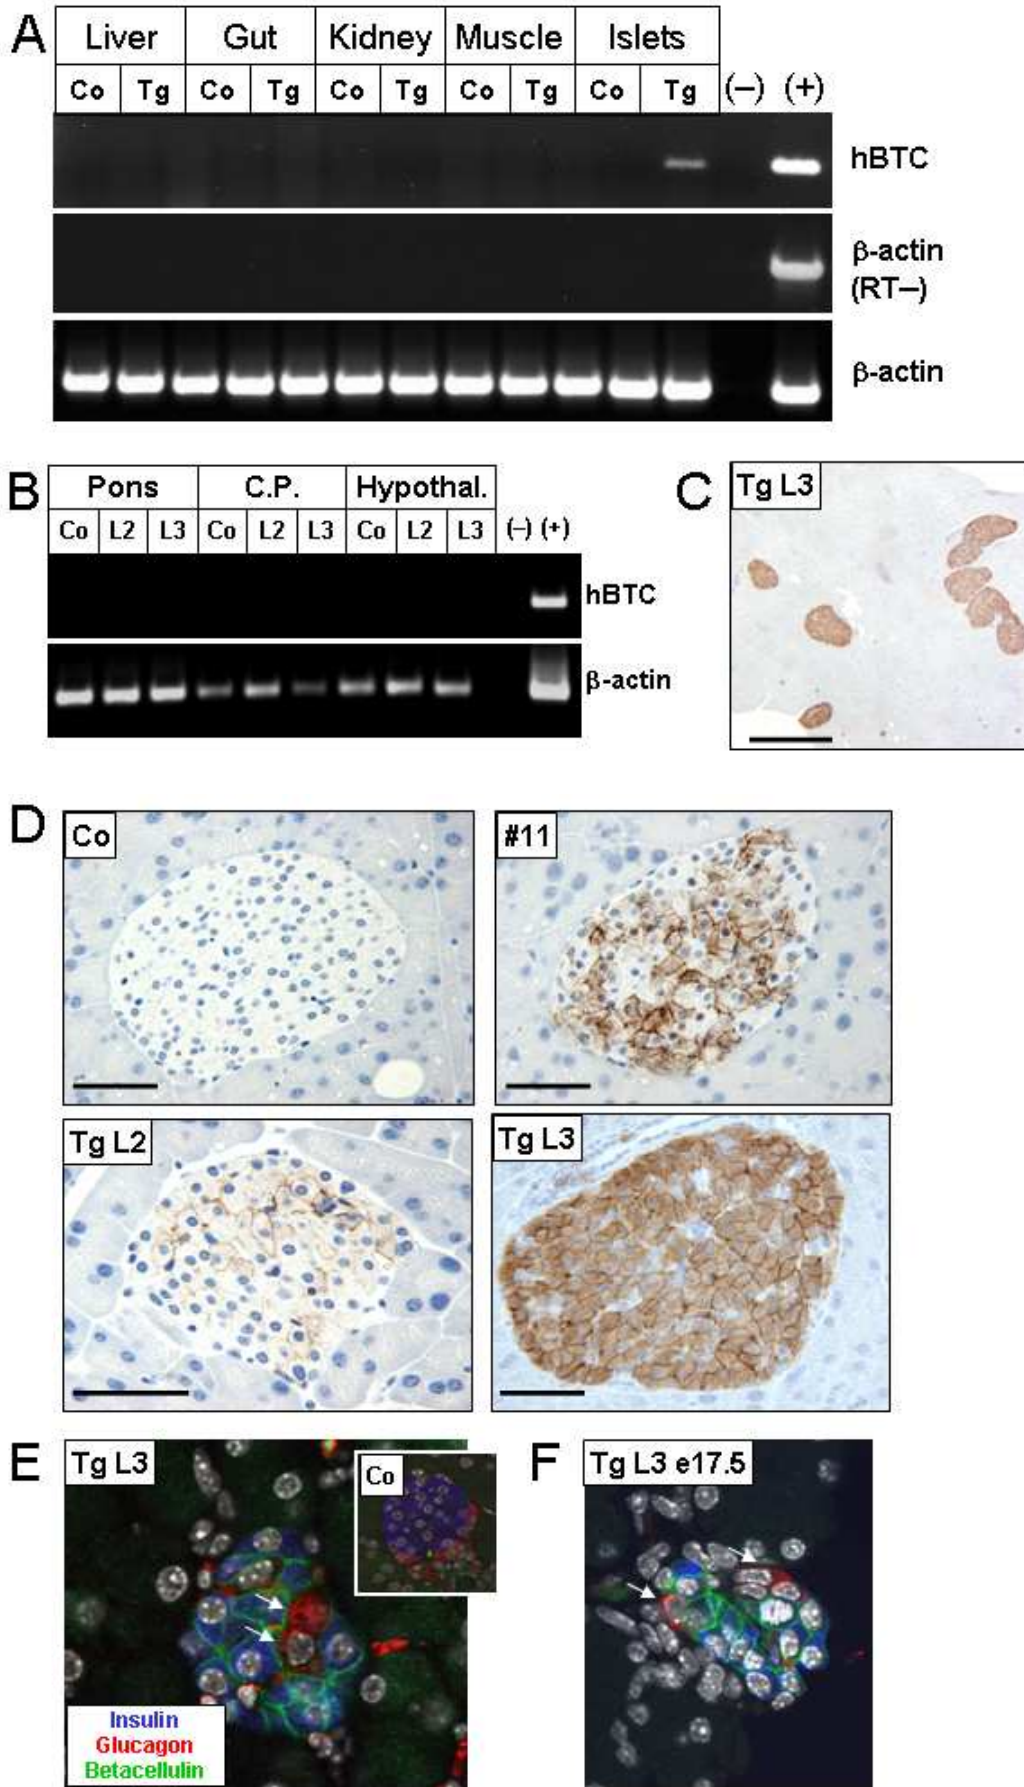 A
Liver Gut Kidney Muscle Islets
Co Tg Co Tg Co Tg Co Tg Co Tg (−) (+)
hBTC
β-actin
(RT−)
β-actin
B
Pons C.P. Hypothal.
Co L2 L3 Co L2 L3 Co L2 L3 (−) (+)
hBTC
β-actin
C
Tg L3
D
Co
#11
Tg L2
Tg L3
E
Tg L3
Co
Insulin
Glucagon
Betacellulin
F
Tg L3 e17.5